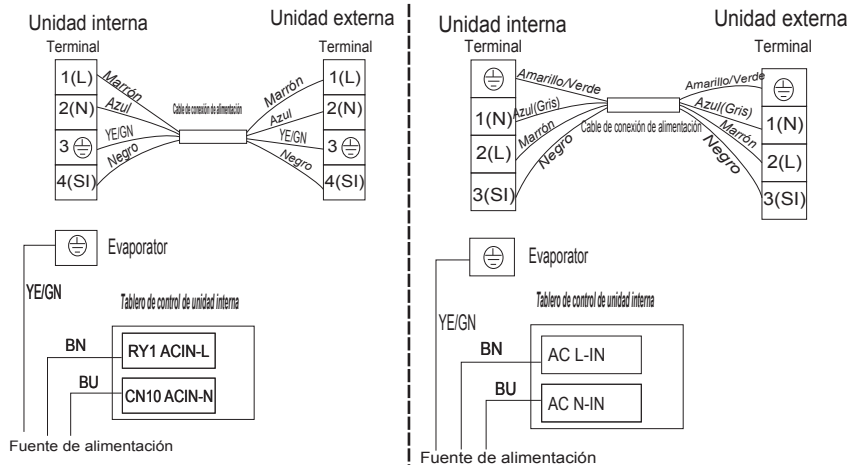 Unidad interna
Unidad externa
Terminal
Terminal
1(L)
Marrón
Marrón
1(L)
2(N)
Azul
Cable de conexión de alimentación
Azul
2(N)
3
YE/GN
YE/GN
3
4(SI)
Negro
Negro
4(SI)
Evaporator
YE/GN
Tablero de control de unidad interna
BN
RY1 ACIN-L
BU
CN10 ACIN-N
Fuente de alimentación
Unidad interna
Unidad externa
Terminal
Terminal
Amarillo/Verde
Amarillo/Verde
1(N)
Azul(Gris)
Azul(Gris)
1(N)
Cable de conexión de alimentación
2(L)
Marrón
Marrón
2(L)
3(SI)
Negro
Negro
3(SI)
Evaporator
YE/GN
Tablero de control de unidad interna
BN
AC L-IN
BU
AC N-IN
Fuente de alimentación